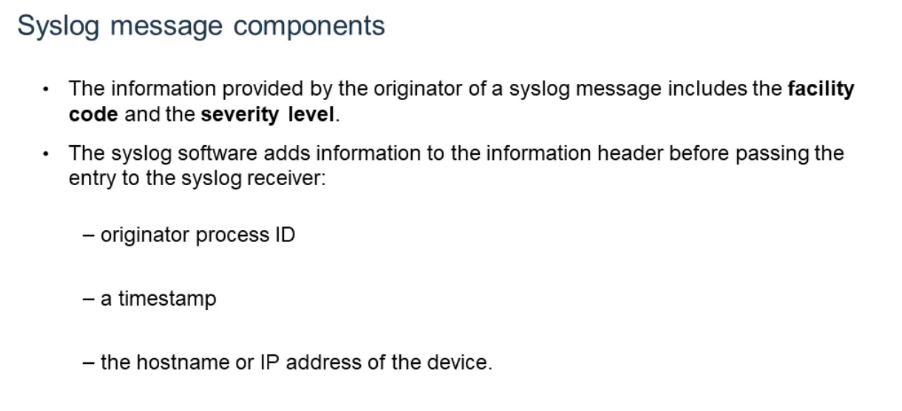 Syslog message components
• The information provided by the originator of a syslog message includes the facility
code and the severity level.
• The syslog software adds information to the information header before passing the
entry to the syslog receiver:
– originator process ID
– a timestamp
– the hostname or IP address of the device.